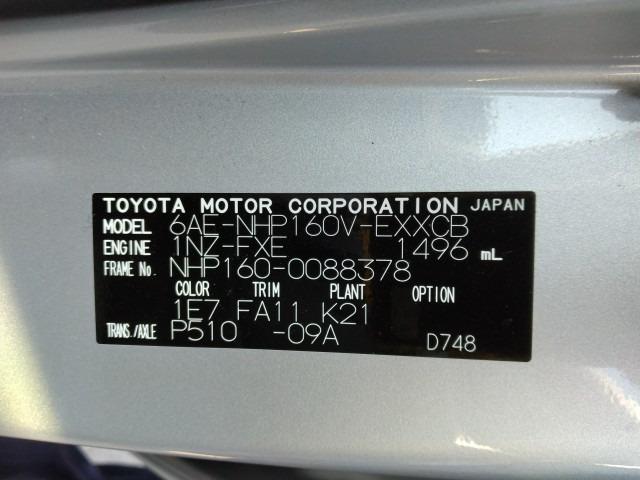 TOYOTA MOTOR CORPORATION JAPAN
MODEL 6AE-NHP160V-EXXCB
ENGINE 1NZ-FXE 1496 mL
FRAME No. NHP160-0088378
COLOR TRIM PLANT OPTION
1E7 FA11 K21
TRANS./AXLE P510 -09A D748